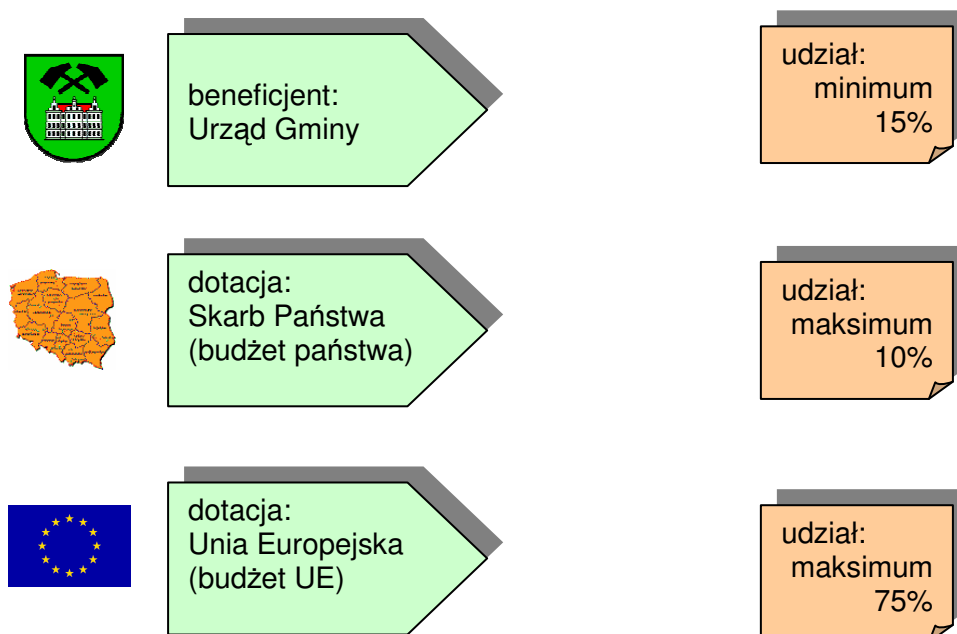 beneficjent:
Urząd Gminy
udział:
minimum
15%
dotacja:
Skarb Państwa
(budżet państwa)
udział:
maksimum
10%
dotacja:
Unia Europejska
(budżet UE)
udział:
maksimum
75%